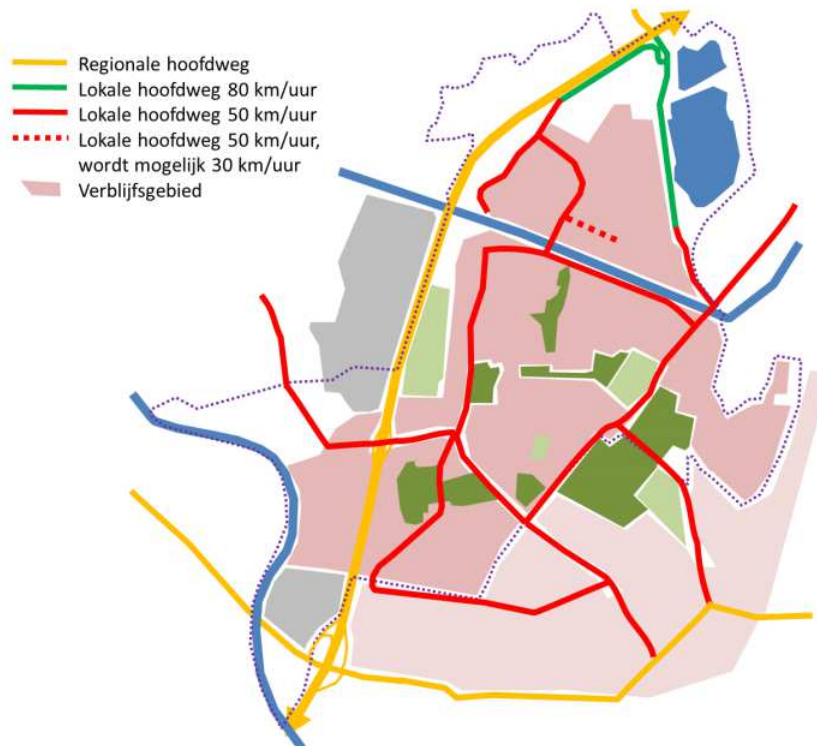 Regionale hoofdweg
Lokale hoofdweg 80 km/uur
Lokale hoofdweg 50 km/uur
Lokale hoofdweg 50 km/uur,
wordt mogelijk 30 km/uur
Verblijfsgebied